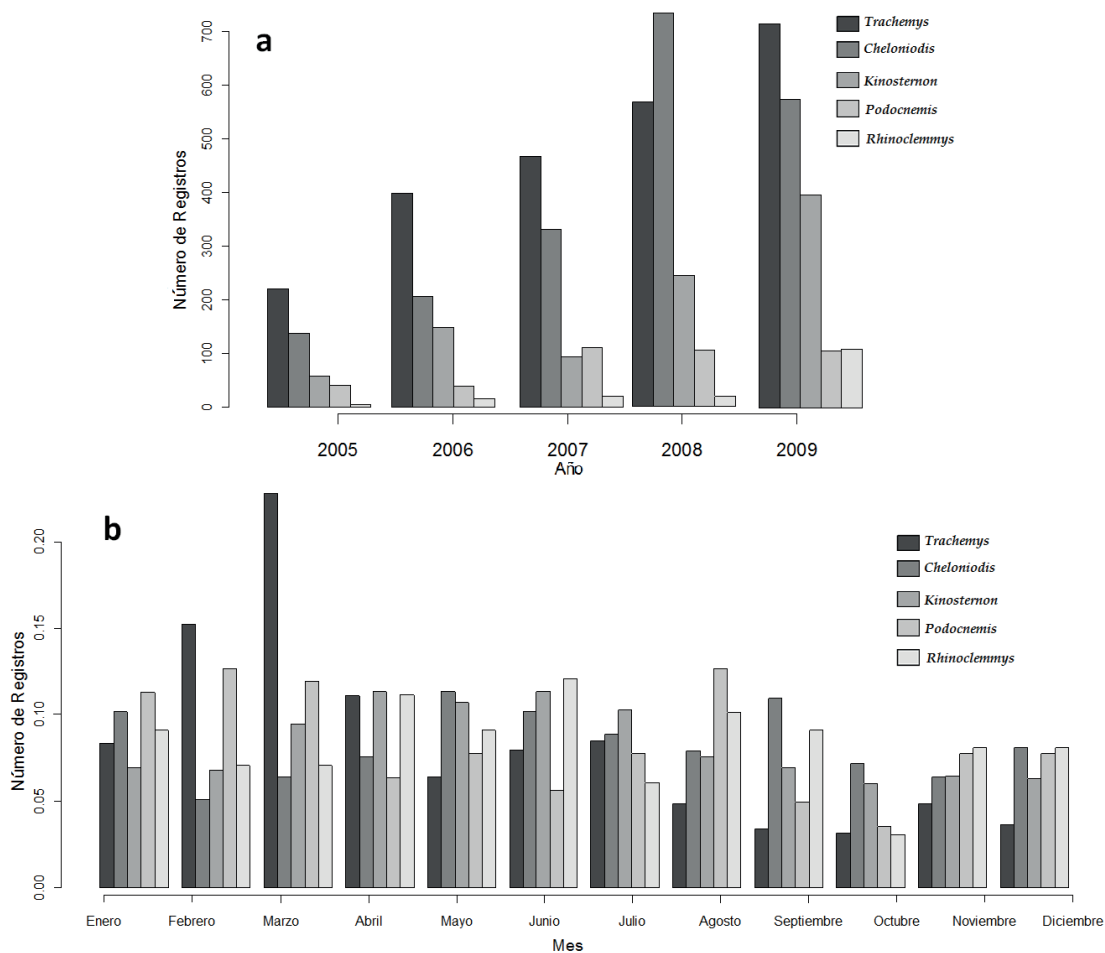 a
Número de Registros
700
600
500
400
300
200
100
0
Trachemys
Cheloniodis
Kinosternon
Podocnemis
Rhinoclemmys
2005 2006 2007 2008 2009
Año
b
Número de Registros
0.20
0.15
0.10
0.05
0.00
Trachemys
Cheloniodis
Kinosternon
Podocnemis
Rhinoclemmys
Enero Febrero Marzo Abril Mayo Junio Julio Agosto Septiembre Octubre Noviembre Diciembre
Mes